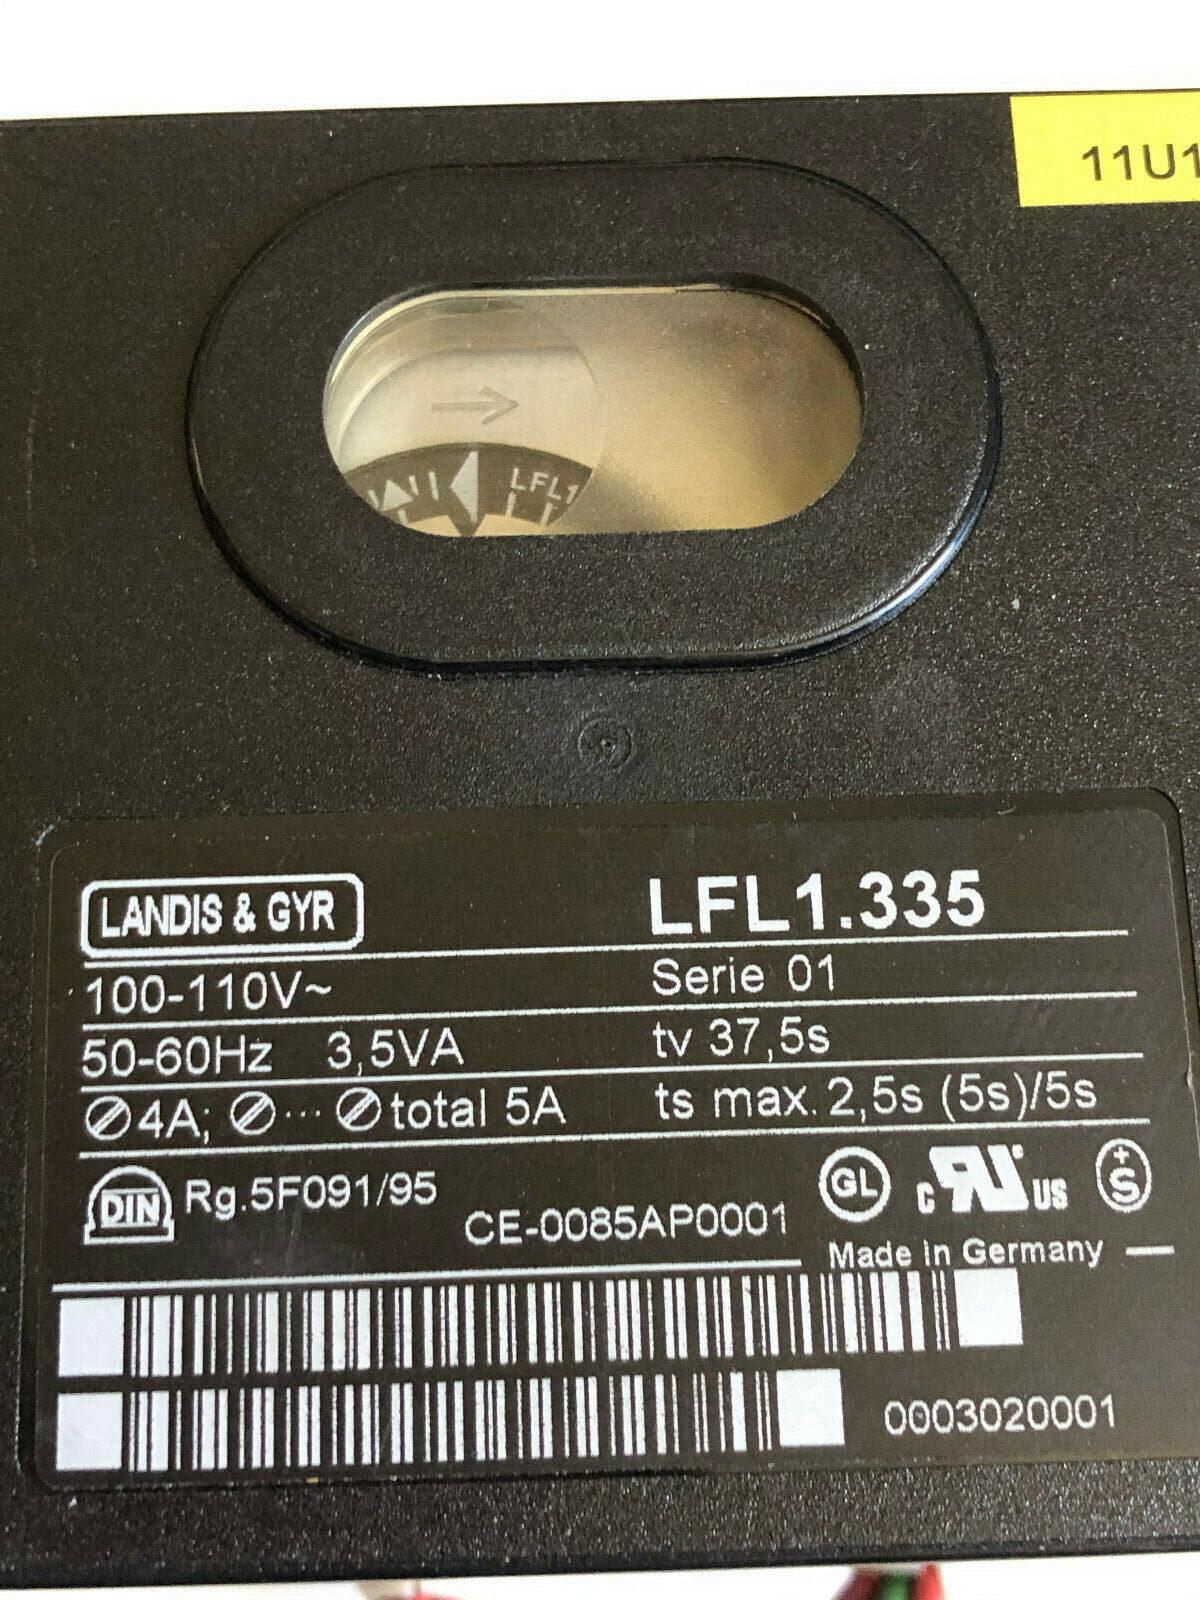 11U1
LFL1
LANDIS & GYR
LFL1.335
100-110V~
Serie 01
50-60Hz 3,5VA
tv 37,5s
4A; ... total 5A
ts max. 2,5s (5s)/5s
DIN Rg.5F091/95
CE-0085AP0001
GL
c RU US
+S
Made in Germany
0003020001